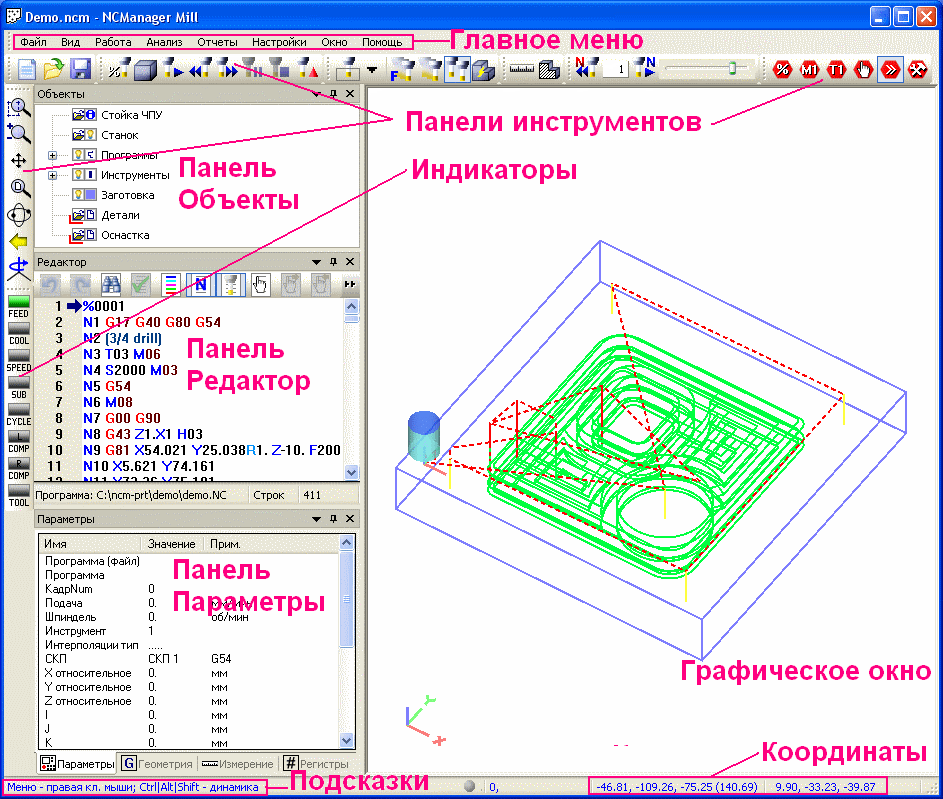 Demo.ncm - NCManager Mill
Файл Вид Работа Анализ Отчеты Настройки Окно Помощь
Главное меню
% M1 T1
N 1 N
F
Панели инструментов
Объекты
Стойка ЧПУ
Станок
Программы
Инструменты
Заготовка
Детали
Оснастка
Панель
Объекты
Индикаторы
Редактор
N
1 %0001
2 N1 G17 G40 G80 G54
3 N2 (3/4 drill)
4 N3 T03 M06
5 N4 S2000 M03
6 N5 G54
7 N6 M08
8 N7 G00 G90
9 N8 G43 Z1.X1 H03
10 N9 G81 X54.021 Y25.038R1. Z-10. F200
11 N10 X5.621 Y74.161
Панель
Редактор
FEED
COOL
SPEED
SUB
CYCLE
L
COMP
R
COMP
TOOL
Программа: C:\ncm-prt\demo\demo.NC Строк 411
Параметры
Имя Значение Прим.
Программа (файл)
Программа
КадрNum 0
Подача 0. мм/мин
Шпиндель 0. об/мин
Инструмент 1
Интерполяции тип .....
СКП СКП 1 G54
X относительное 0. мм
Y относительное 0. мм
Z относительное 0. мм
I 0. мм
J 0. мм
K 0. мм
Панель
Параметры
Параметры G Геометрия Измерение # Регистры
Графическое окно
Y
X
Координаты
Подсказки
Меню - правая кл. мыши; Ctrl|Alt|Shift - динамика
0, -46.81, -109.26, -75.25 (140.69) 9.90, -33.23, -39.87